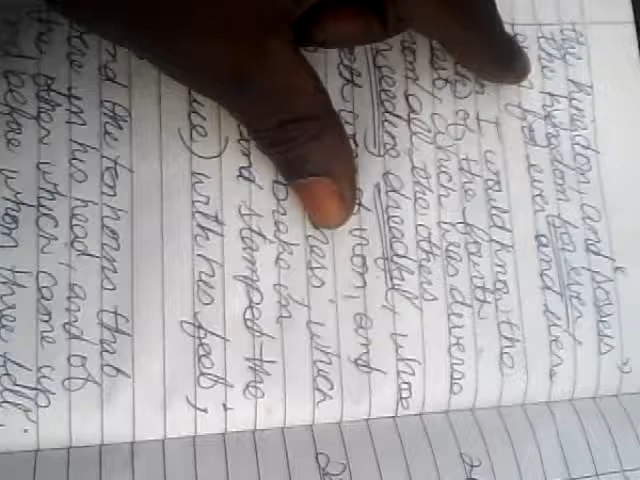 the kingdom, and possess
the kingdom for ever,
for ever and ever.
I would know the
of the fourth
which was diverse
from all the others
exceeding dreadful, whose
teeth of iron, and
brass; which
brake in
and stamped the
with his feet;
And the ten horns that
were in his head, and of
the other which came up,
before whom three fell;